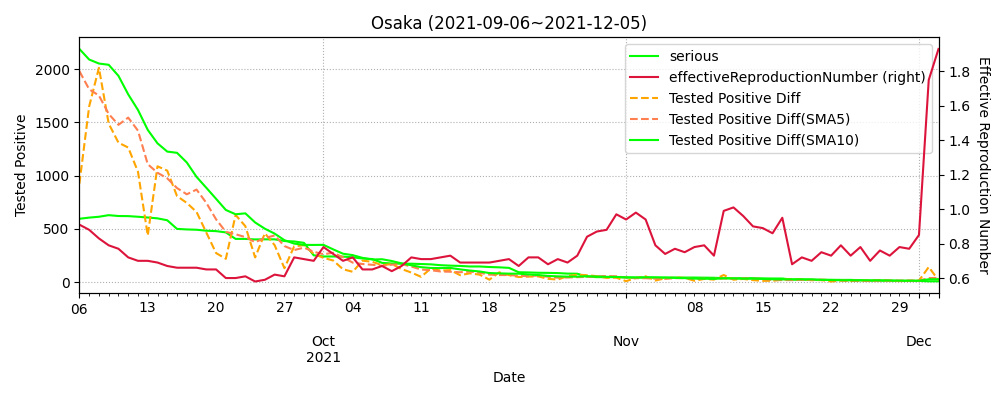 Osaka (2021-09-06~2021-12-05)
serious
effectiveReproductionNumber (right)
Tested Positive Diff
Tested Positive Diff(SMA5)
Tested Positive Diff(SMA10)
Tested Positive
2000
1500
1000
500
0
Effective Reproduction Number
1.8
1.6
1.4
1.2
1.0
0.8
0.6
06 13 20 27 04 11 18 25 08 15 22 29
Oct Nov Dec
2021
Date